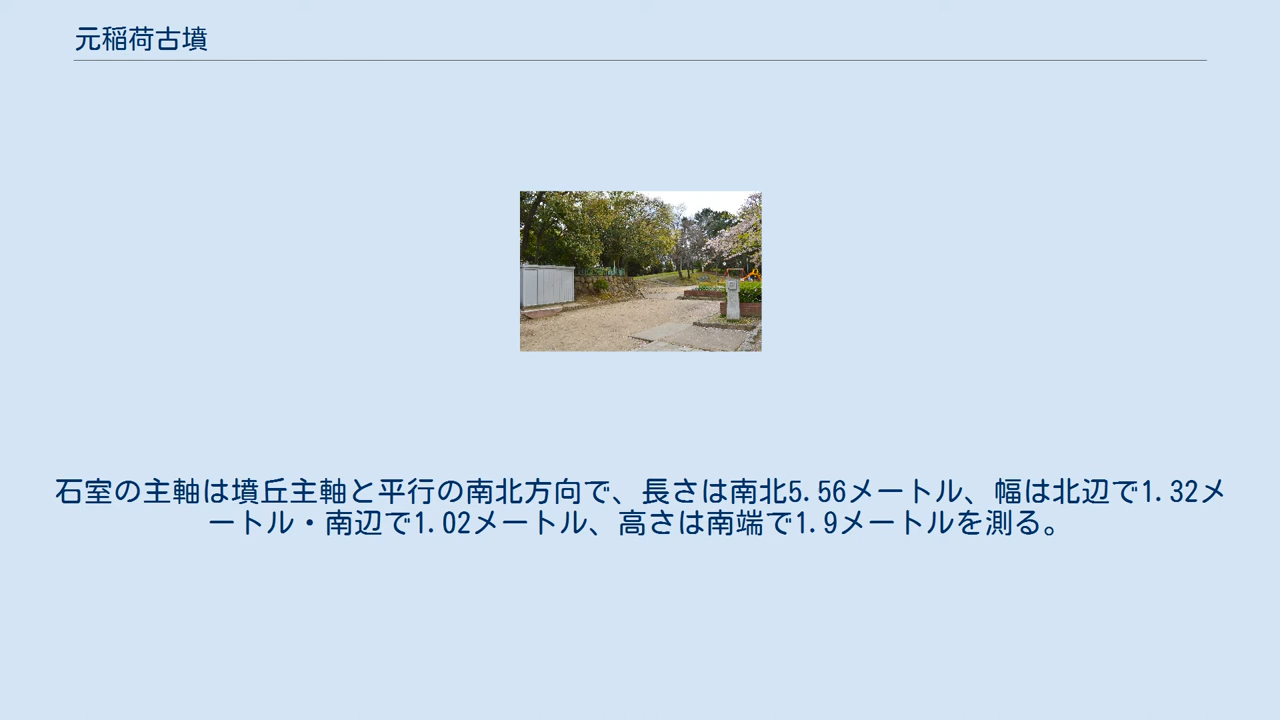 元稲荷古墳
石室の主軸は墳丘主軸と平行の南北方向で、長さは南北5.56メートル、幅は北辺で1.32メ
ートル・南辺で1.02メートル、高さは南端で1.9メートルを測る。